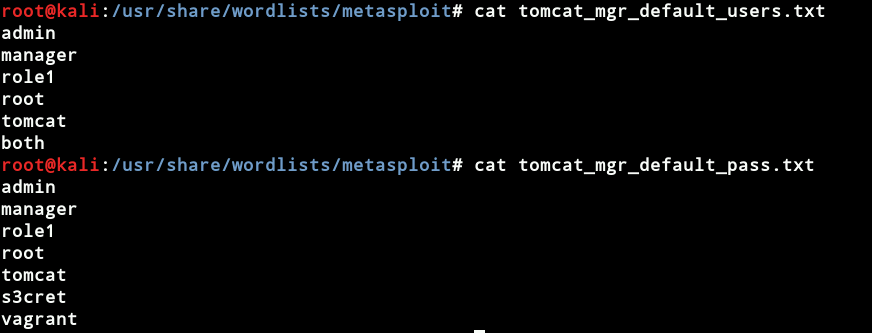 root@kali:/usr/share/wordlists/metasploit# cat tomcat_mgr_default_users.txt
admin
manager
role1
root
tomcat
both
root@kali:/usr/share/wordlists/metasploit# cat tomcat_mgr_default_pass.txt
admin
manager
role1
root
tomcat
s3cret
vagrant